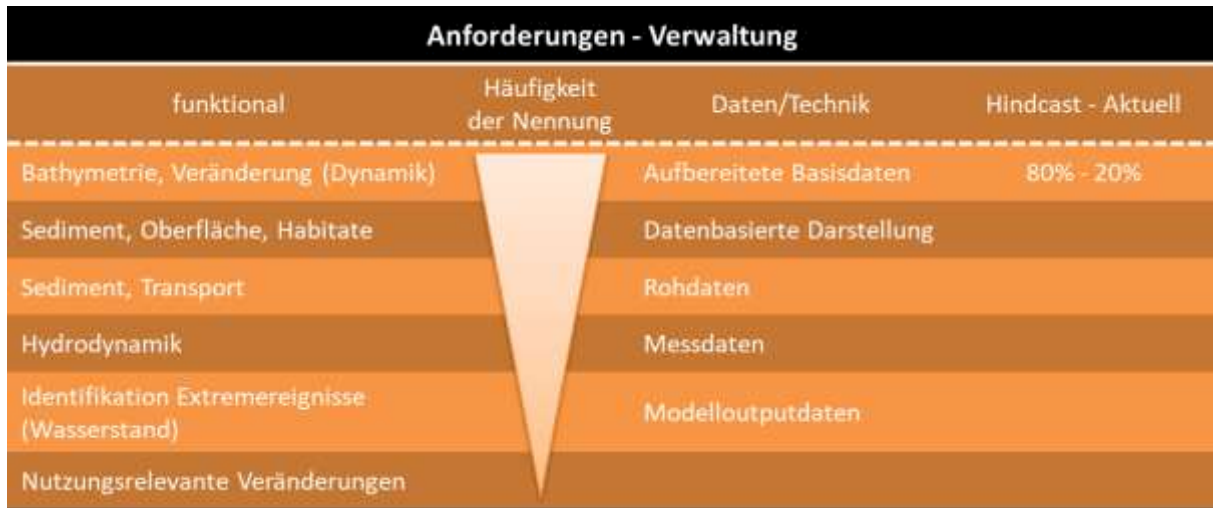 Anforderungen - Verwaltung
funktional
Häufigkeit
der Nennung
Daten/Technik
Hindcast - Aktuell
Bathymetrie, Veränderung (Dynamik)
Aufbereitete Basisdaten
80% - 20%
Sediment, Oberfläche, Habitate
Datenbasierte Darstellung
Sediment, Transport
Rohdaten
Hydrodynamik
Messdaten
Identifikation Extremereignisse
(Wasserstand)
Modelloutputdaten
Nutzungsrelevante Veränderungen